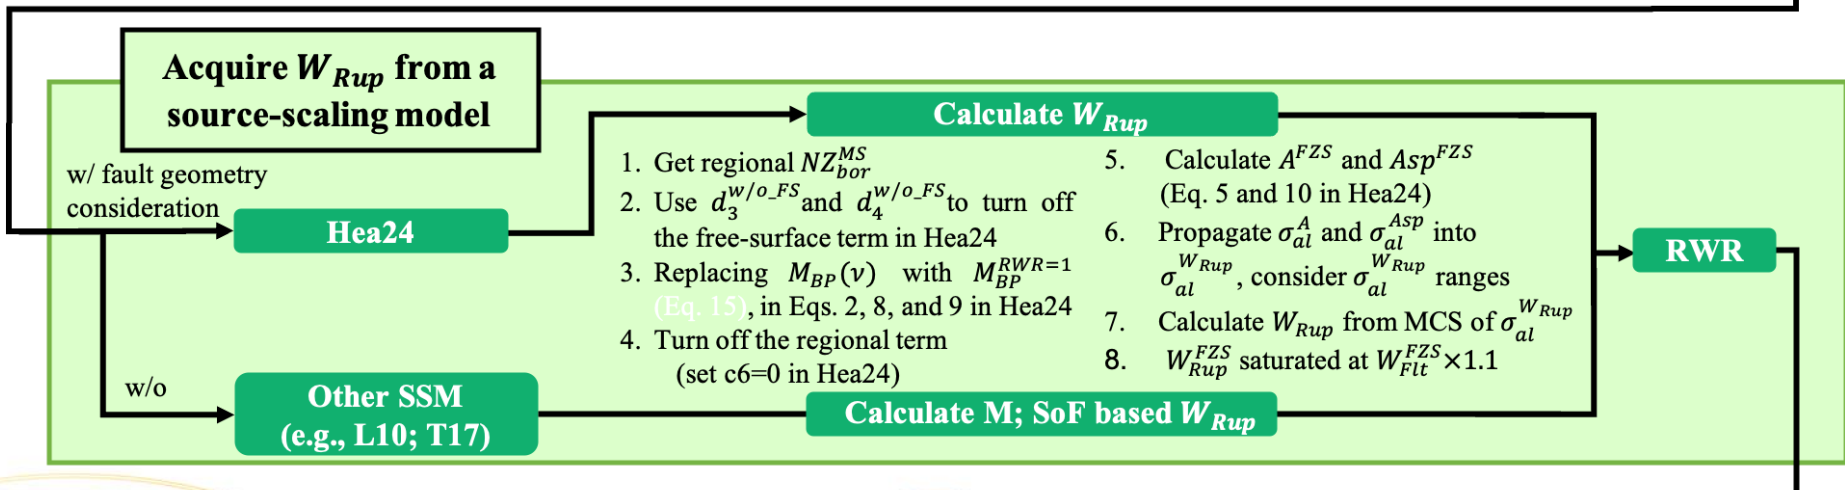 Acquire W_Rup from a
source-scaling model
w/ fault geometry
consideration
Hea24
w/o
Other SSM
(e.g., L10; T17)
Calculate W_Rup
1. Get regional NZ_bor^MS
2. Use d_3^w/o_FS and d_4^w/o_FS to turn off
the free-surface term in Hea24
3. Replacing M_BP(ν) with M_BP^RWR=1
(Eq. 15), in Eqs. 2, 8, and 9 in Hea24
4. Turn off the regional term
(set c6=0 in Hea24)
5. Calculate A^FZS and Asp^FZS
(Eq. 5 and 10 in Hea24)
6. Propagate σ_al^A and σ_al^Asp into
σ_al^W_Rup, consider σ_al^W_Rup ranges
7. Calculate W_Rup from MCS of σ_al^W_Rup
8. W_Rup^FZS saturated at W_Flt^FZS×1.1
Calculate M; SoF based W_Rup
RWR